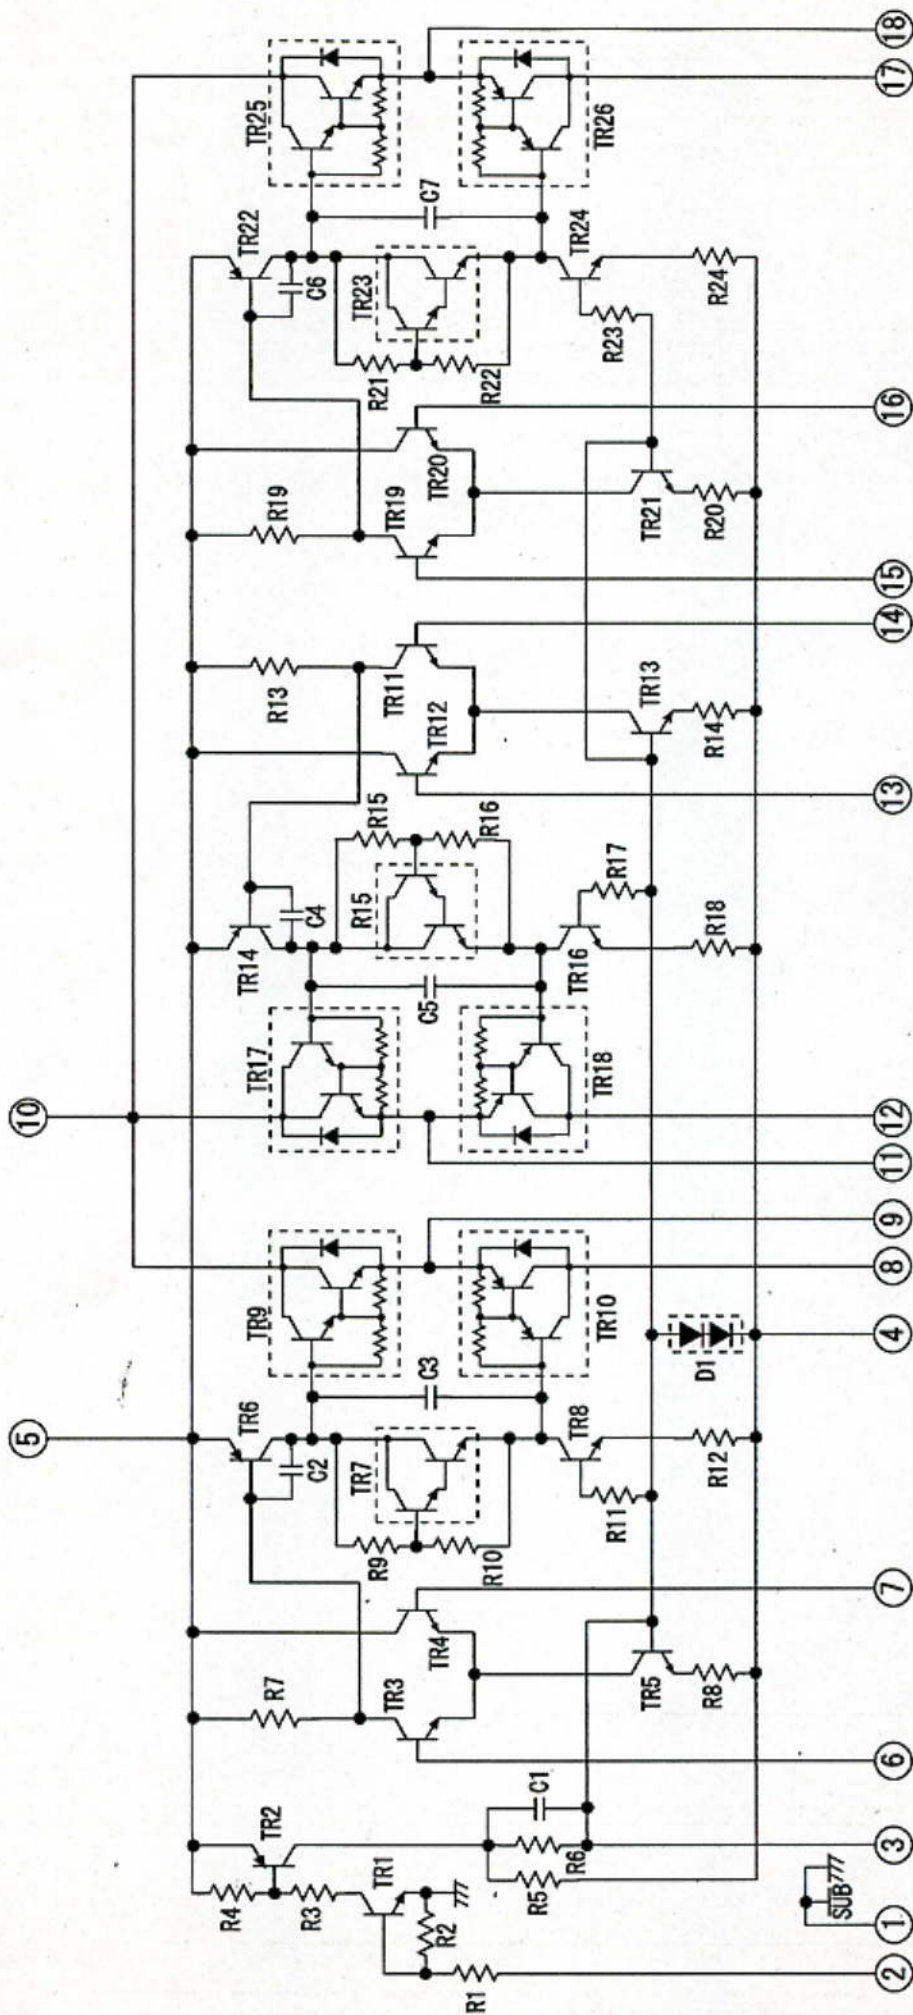 5
10
R4
TR2
R7
TR6
C2
TR9
TR17
TR14
C4
R13
R19
TR22
C6
TR25
R3
TR1
TR3
TR4
R9
R10
TR7
C3
C5
R15
R15
R16
TR12
TR11
TR19
TR20
R21
R22
TR23
C7
R2
R1
R5
R6
C1
TR5
R8
R11
TR8
R12
TR10
D1
TR18
TR16
R17
R18
TR13
R14
TR21
R20
R23
TR24
R24
TR26
SUB
2
1
3
6
7
4
8
9
11
12
13
14
15
16
17
18